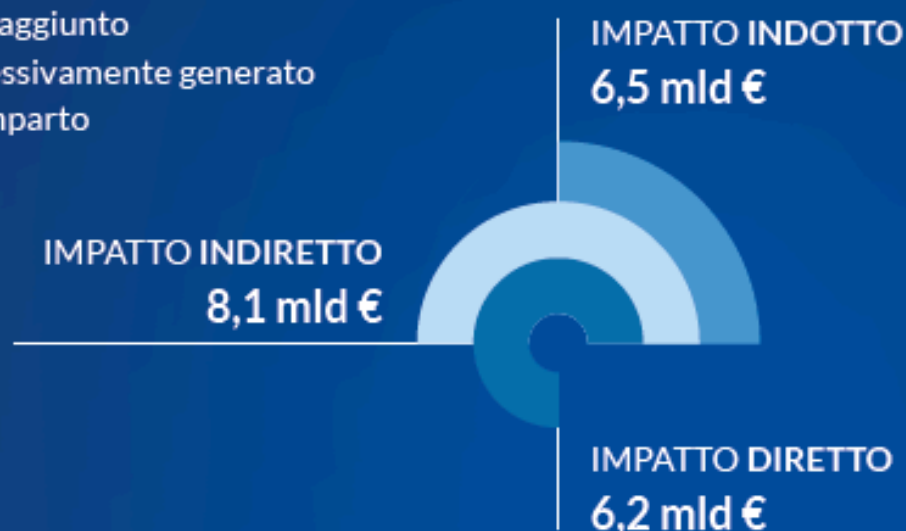 aggiunto
essivamente generato
mparto
IMPATTO INDOTTO
6,5 mld €
IMPATTO INDIRETTO
8,1 mld €
IMPATTO DIRETTO
6,2 mld €